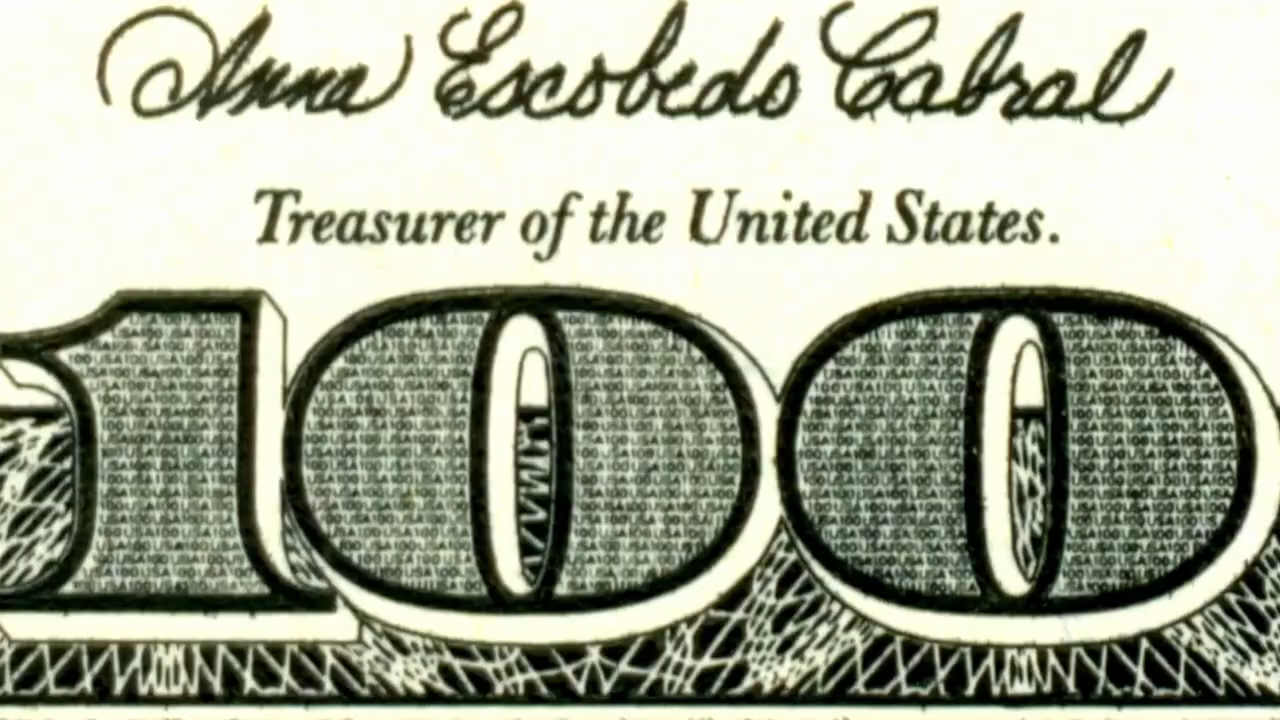 Anna Escobedo Cabral
Treasurer of the United States.
100